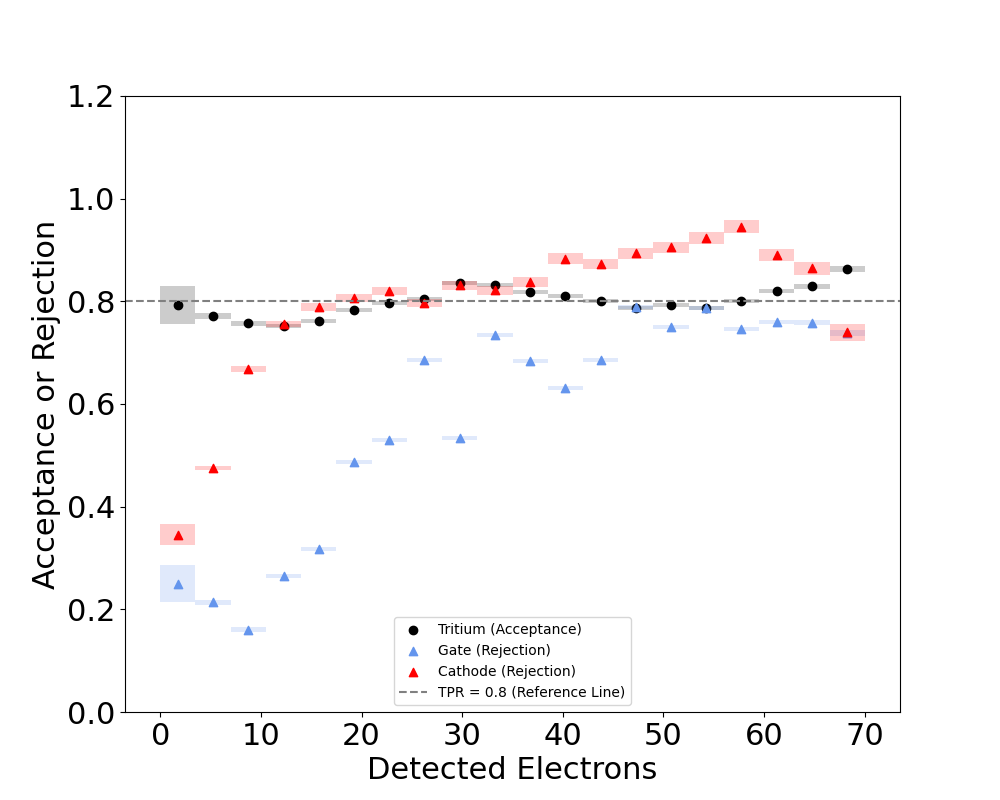 1.2
1.0
0.8
0.6
0.4
0.2
0.0
Acceptance or Rejection
Tritium (Acceptance)
Gate (Rejection)
Cathode (Rejection)
TPR = 0.8 (Reference Line)
0 10 20 30 40 50 60 70
Detected Electrons